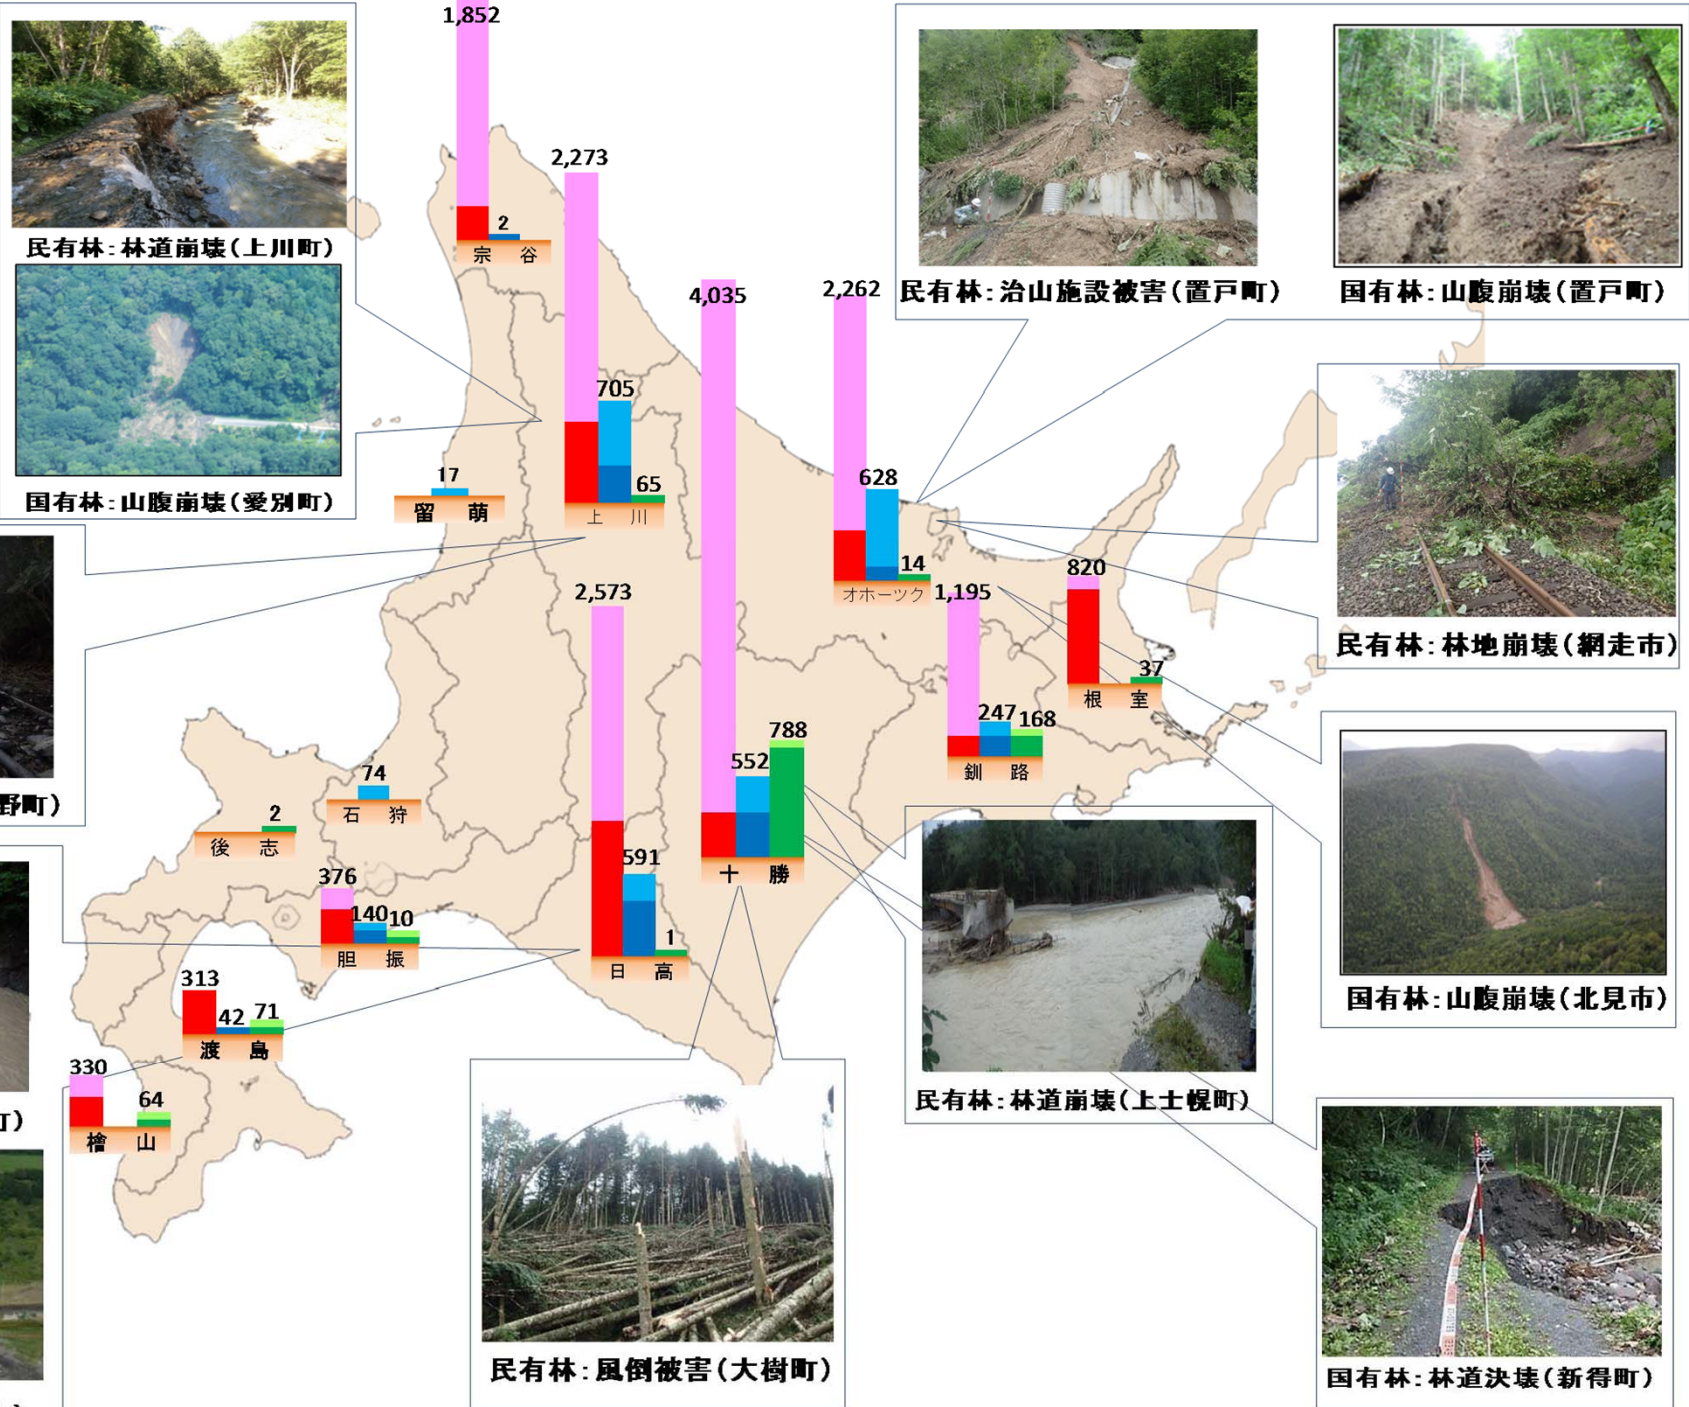 1,852
民有林：林道崩壊（上川町）
2
宗 谷
2,273
民有林：治山施設被害（置戸町）
国有林：山腹崩壊（置戸町）
4,035
2,262
705
65
上 川
国有林：山腹崩壊（愛別町）
17
留 萌
628
14
オホーツク
1,195
820
37
根 室
民有林：林地崩壊（網走市）
2,573
247
168
釧 路
788
552
十 勝
野町）
74
石 狩
2
後 志
376
140
10
胆 振
591
1
日 高
国有林：山腹崩壊（北見市）
313
42
71
渡 島
330
64
檜 山
町）
民有林：林道崩壊（上士幌町）
民有林：風倒被害（大樹町）
国有林：林道決壊（新得町）